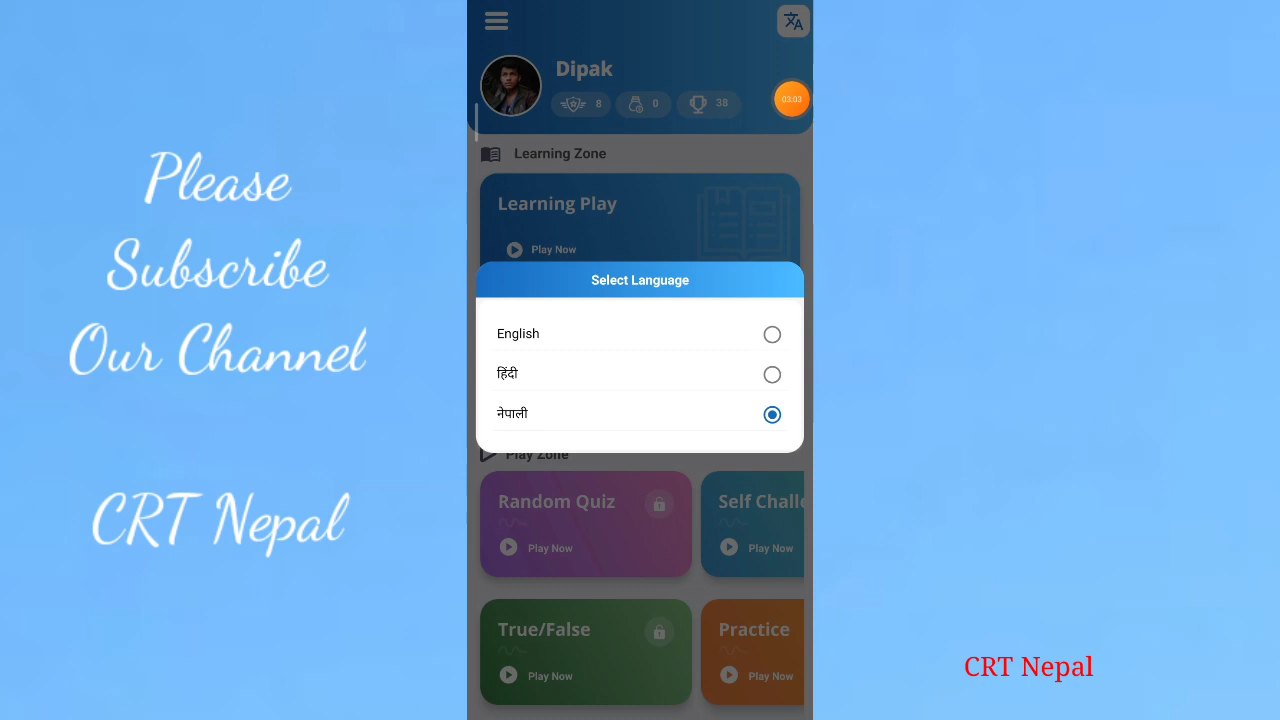 Please
Subscribe
Our Channel
CRT Nepal
Dipak
8
0
38
03:03
Learning Zone
Learning Play
Play Now
Select Language
English
हिंदी
नेपाली
Play Zone
Random Quiz
Play Now
Self Challe
Play Now
True/False
Play Now
Practice
Play Now
CRT Nepal